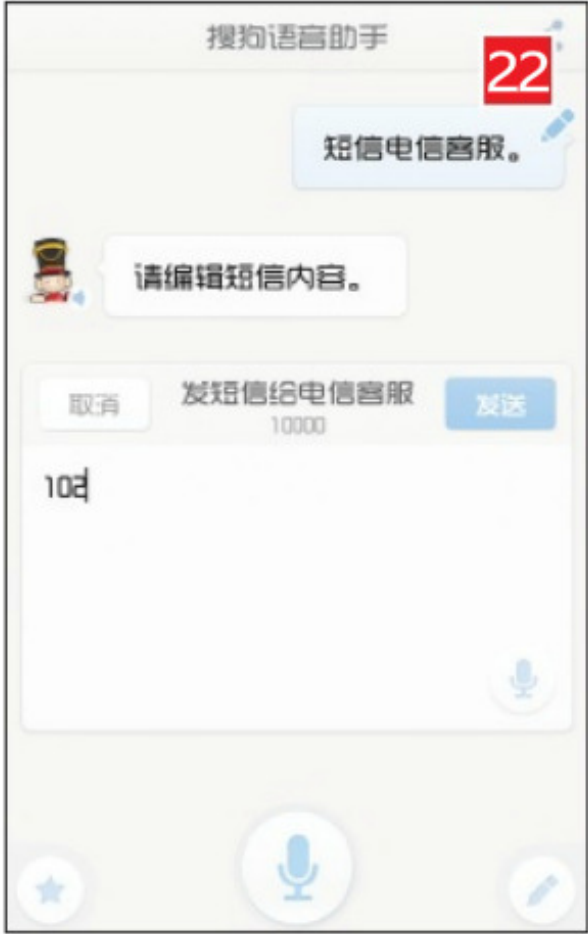 搜狗语音助手
22
短信电信客服。
请编辑短信内容。
取消
发短信给电信客服
发送
10000
102